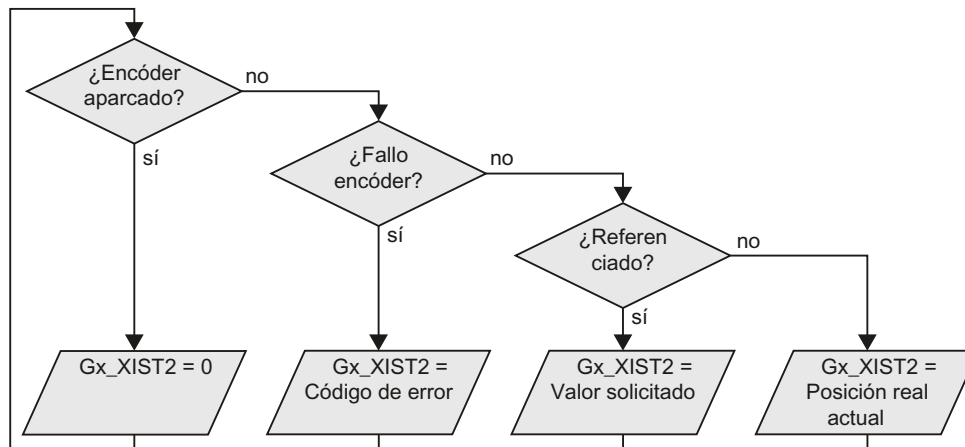 ¿Encóder
aparcado?
no
sí
¿Fallo
encóder?
no
sí
¿Referen
ciado?
no
sí
Gx_XIST2 = 0
Gx_XIST2 =
Código de error
Gx_XIST2 =
Valor solicitado
Gx_XIST2 =
Posición real
actual